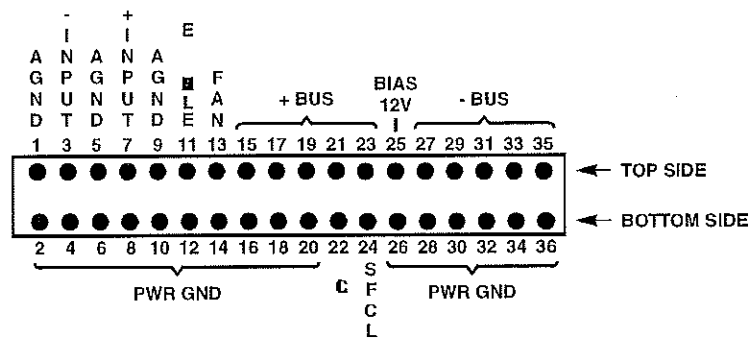 AGND
-INPUT
AGND
+INPUT
AGND
FAN
+ BUS
BIAS
12V
- BUS
1 3 5 7 9 11 13 15 17 19 21 23 25 27 29 31 33 35
TOP SIDE
BOTTOM SIDE
2 4 6 8 10 12 14 16 18 20 22 24 26 28 30 32 34 36
PWR GND
SFCL
PWR GND